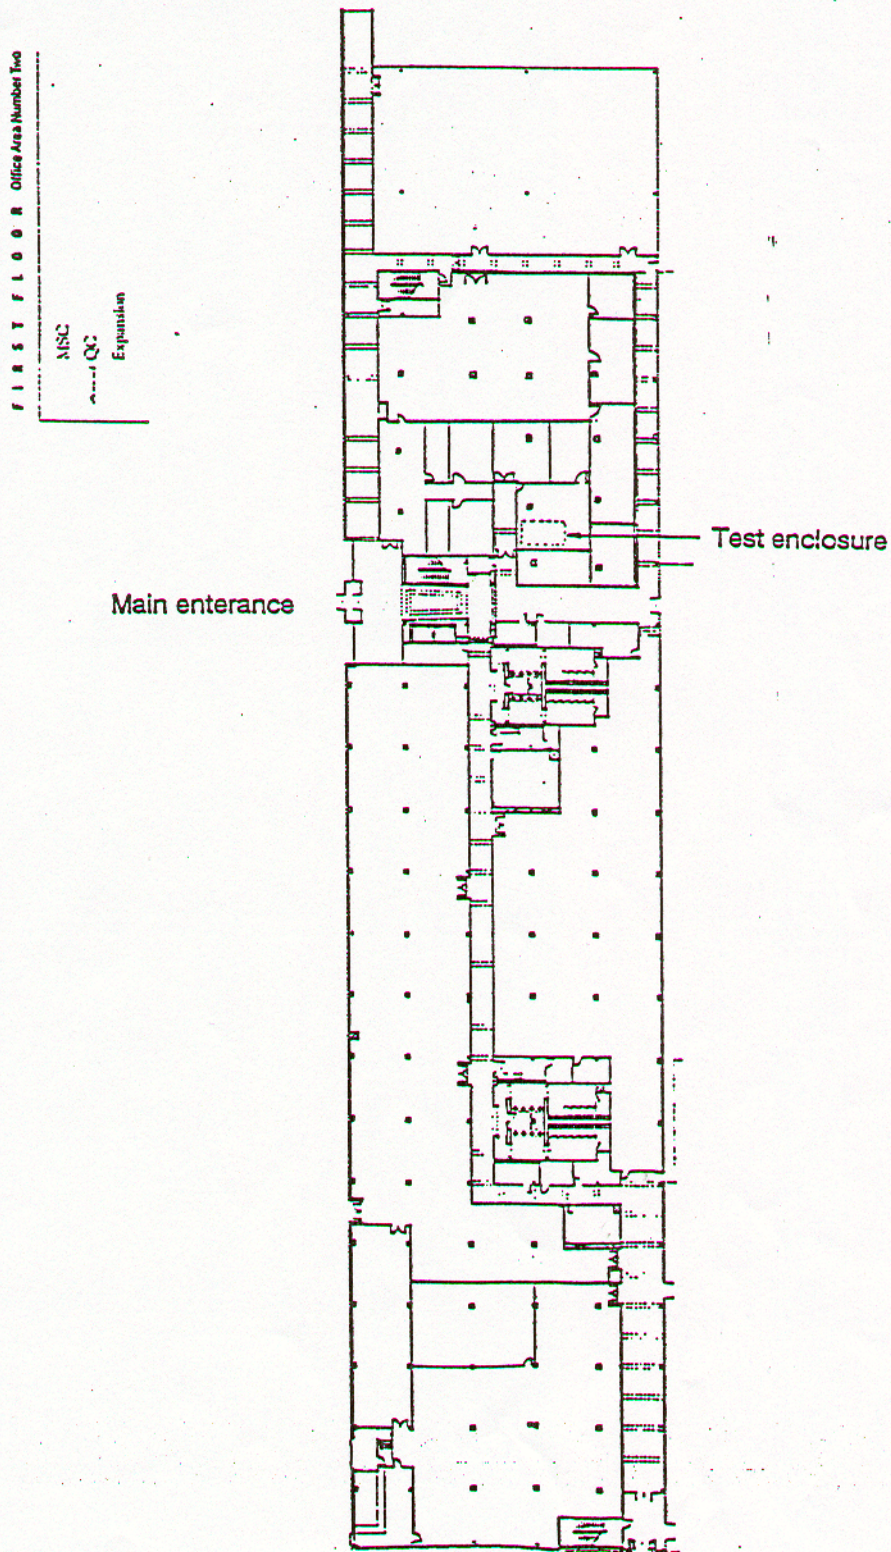 FIRST FLOOR Office Area Number Two
MSC
QC
Expansion
Test enclosure
Main enterance